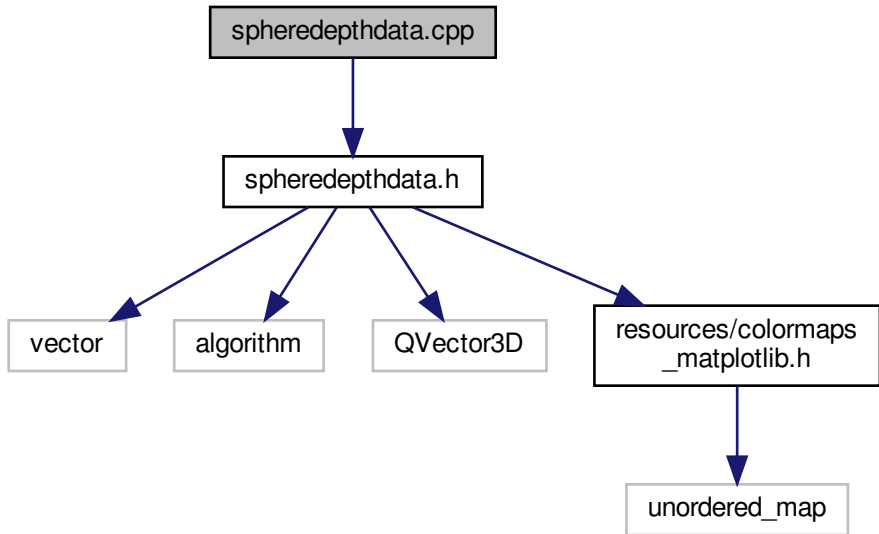 spheredepthdata.cpp
spheredepthdata.h
vector
algorithm
QVector3D
resources/colormaps
_matplotlib.h
unordered_map